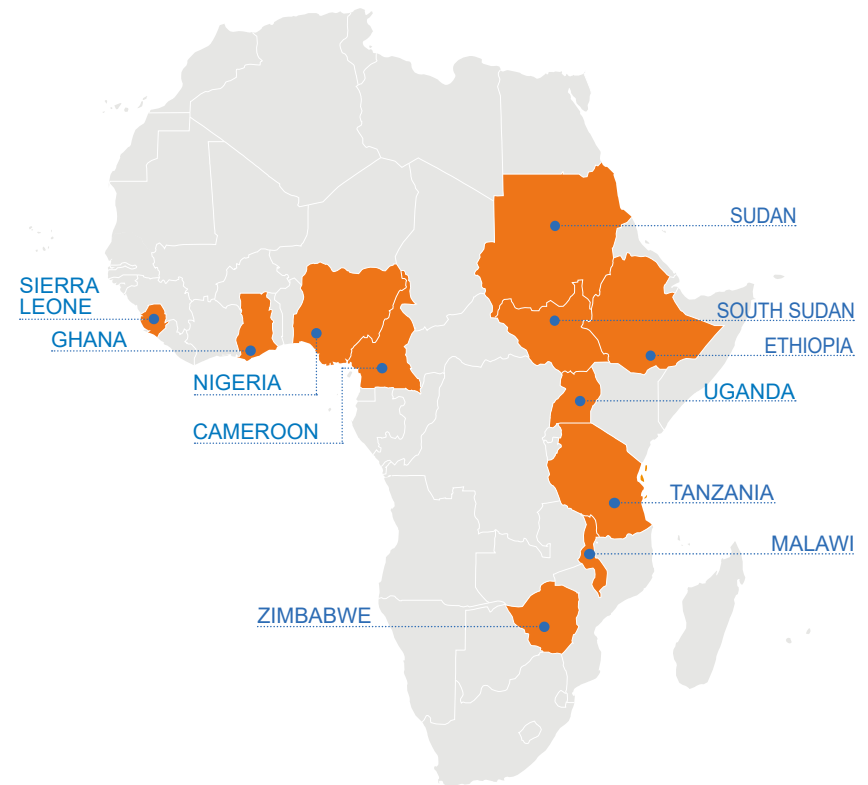 SUDAN
SIERRA
LEONE
SOUTH SUDAN
GHANA
ETHIOPIA
NIGERIA
UGANDA
CAMEROON
TANZANIA
MALAWI
ZIMBABWE